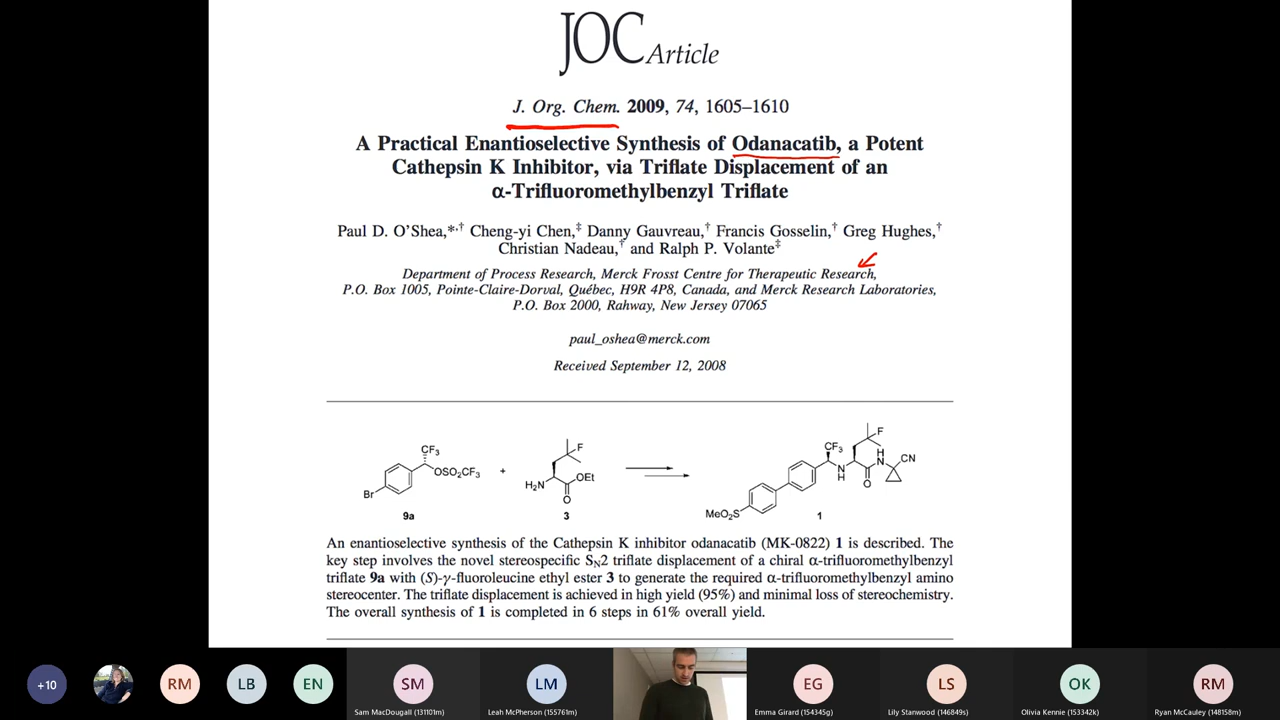 JOC Article
J. Org. Chem. 2009, 74, 1605–1610
A Practical Enantioselective Synthesis of Odanacatib, a Potent
Cathepsin K Inhibitor, via Triflate Displacement of an
α-Trifluoromethylbenzyl Triflate
Paul D. O'Shea,*,† Cheng-yi Chen,‡ Danny Gauvreau,† Francis Gosselin,† Greg Hughes,†
Christian Nadeau,† and Ralph P. Volante‡
Department of Process Research, Merck Frosst Centre for Therapeutic Research,
P.O. Box 1005, Pointe-Claire-Dorval, Québec, H9R 4P8, Canada, and Merck Research Laboratories,
P.O. Box 2000, Rahway, New Jersey 07065
paul_oshea@merck.com
Received September 12, 2008
CF3
OSO2CF3
Br
9a
+
F
OEt
H2N
O
3
F
CF3
H
N
CN
N
H
O
MeO2S
1
An enantioselective synthesis of the Cathepsin K inhibitor odanacatib (MK-0822) 1 is described. The
key step involves the novel stereospecific SN2 triflate displacement of a chiral α-trifluoromethylbenzyl
triflate 9a with (S)-γ-fluoroleucine ethyl ester 3 to generate the required α-trifluoromethylbenzyl amino
stereocenter. The triflate displacement is achieved in high yield (95%) and minimal loss of stereochemistry.
The overall synthesis of 1 is completed in 6 steps in 61% overall yield.
+10
RM
LB
EN
SM
LM
EG
LS
OK
RM
Sam MacDougall (131101m)
Leah McPherson (155761m)
Emma Girard (154345g)
Lily Stanwood (146849s)
Olivia Kennie (153342k)
Ryan McCauley (148158m)